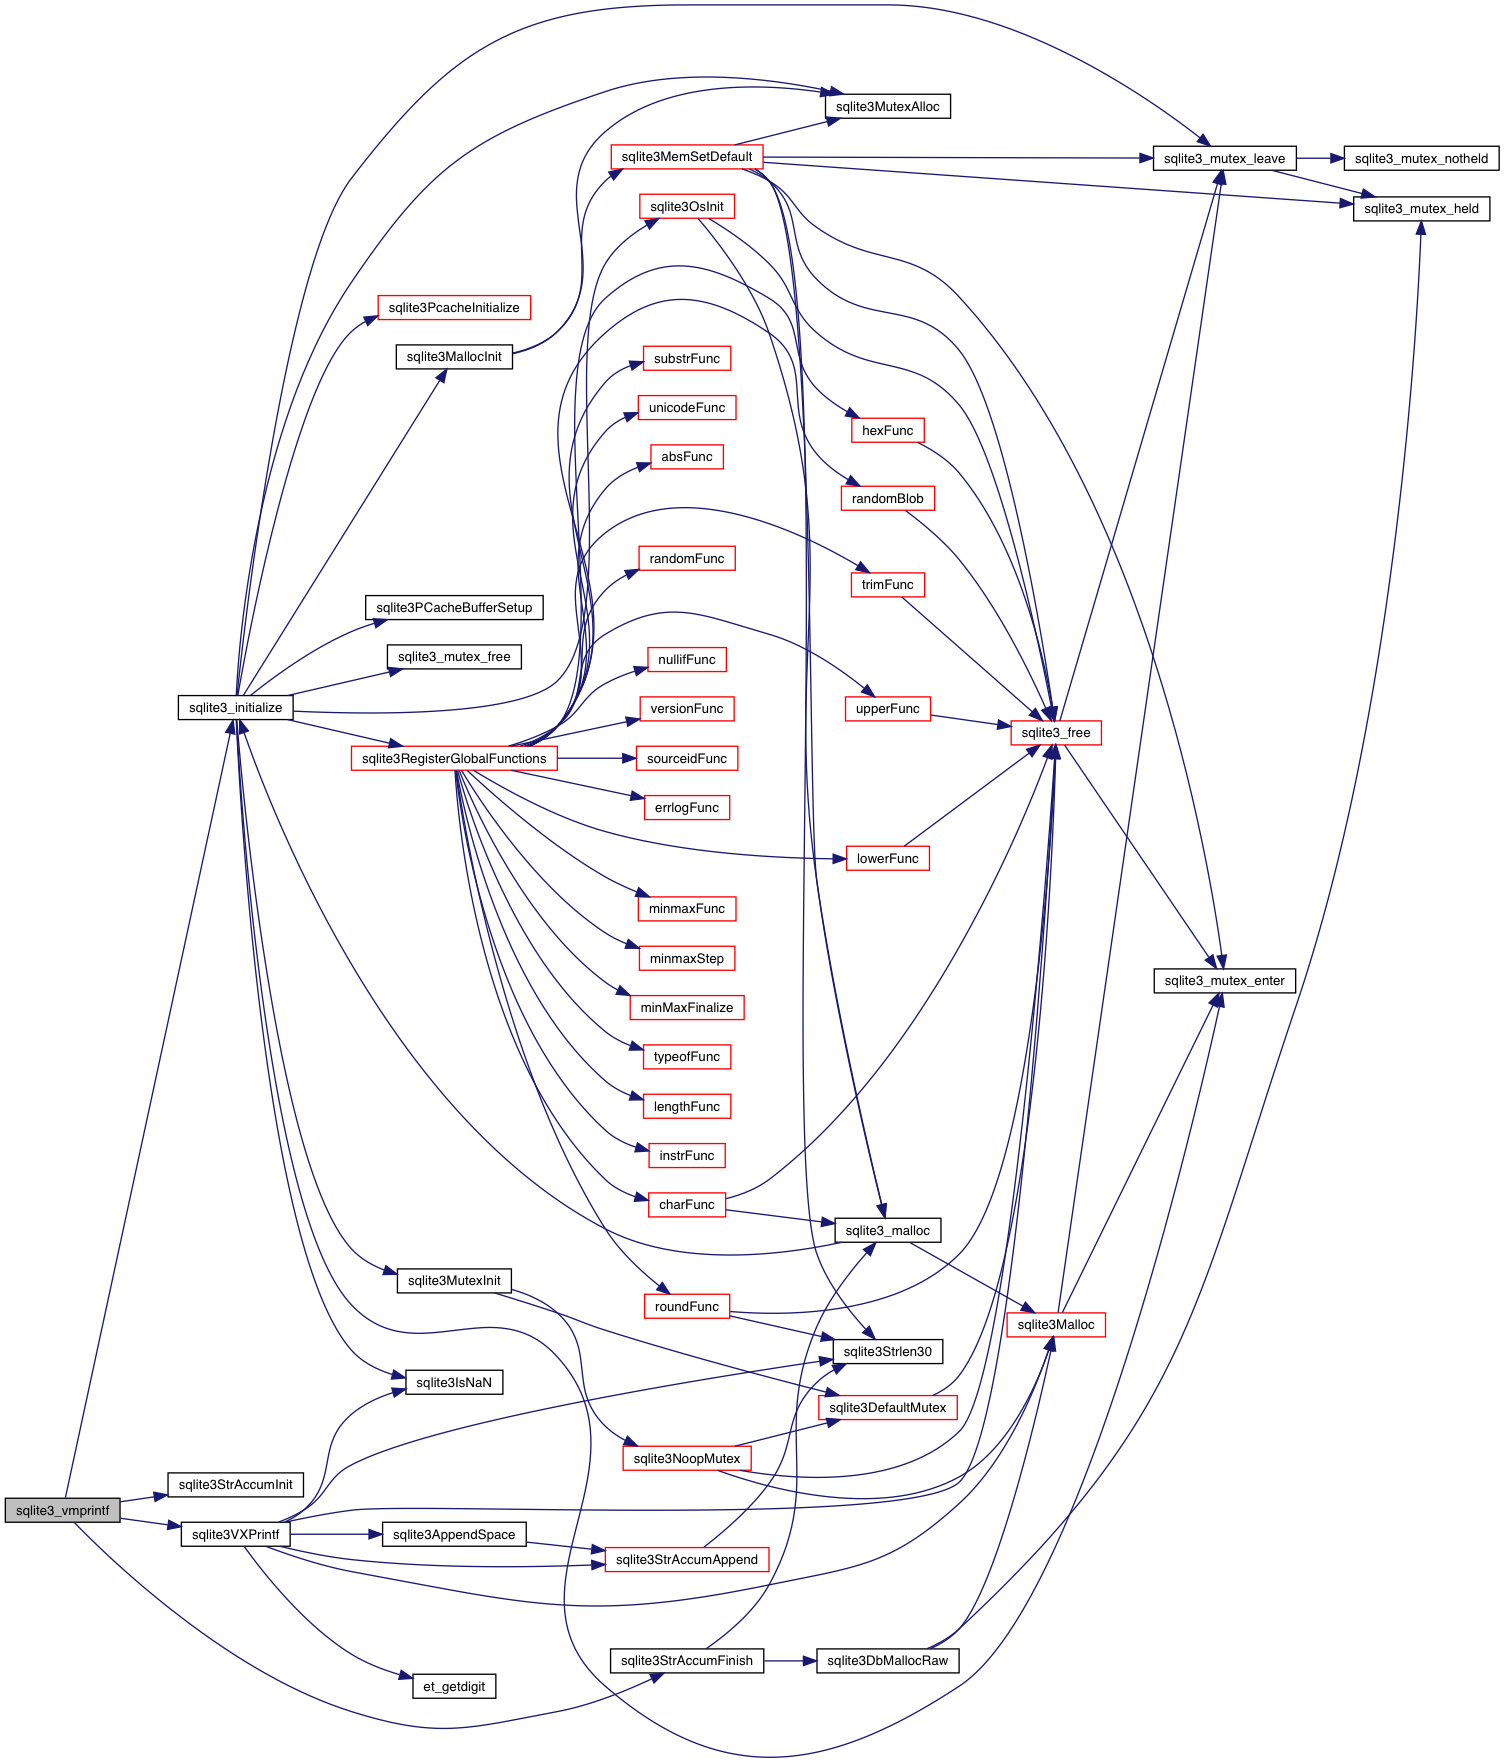 sqlite3MutexAlloc
sqlite3MemSetDefault
sqlite3_mutex_leave
sqlite3_mutex_notheld
sqlite3OsInit
sqlite3_mutex_held
sqlite3PcacheInitialize
sqlite3MallocInit
substrFunc
unicodeFunc
hexFunc
absFunc
randomBlob
randomFunc
trimFunc
sqlite3PCacheBufferSetup
sqlite3_mutex_free
nullifFunc
sqlite3_initialize
versionFunc
upperFunc
sqlite3_free
sqlite3RegisterGlobalFunctions
sourceidFunc
errlogFunc
lowerFunc
minmaxFunc
minmaxStep
sqlite3_mutex_enter
minMaxFinalize
typeofFunc
lengthFunc
instrFunc
charFunc
sqlite3_malloc
sqlite3MutexInit
roundFunc
sqlite3Malloc
sqlite3Strlen30
sqlite3IsNaN
sqlite3DefaultMutex
sqlite3NoopMutex
sqlite3StrAccumInit
sqlite3_vmprintf
sqlite3VXPrintf
sqlite3AppendSpace
sqlite3StrAccumAppend
sqlite3StrAccumFinish
sqlite3DbMallocRaw
et_getdigit